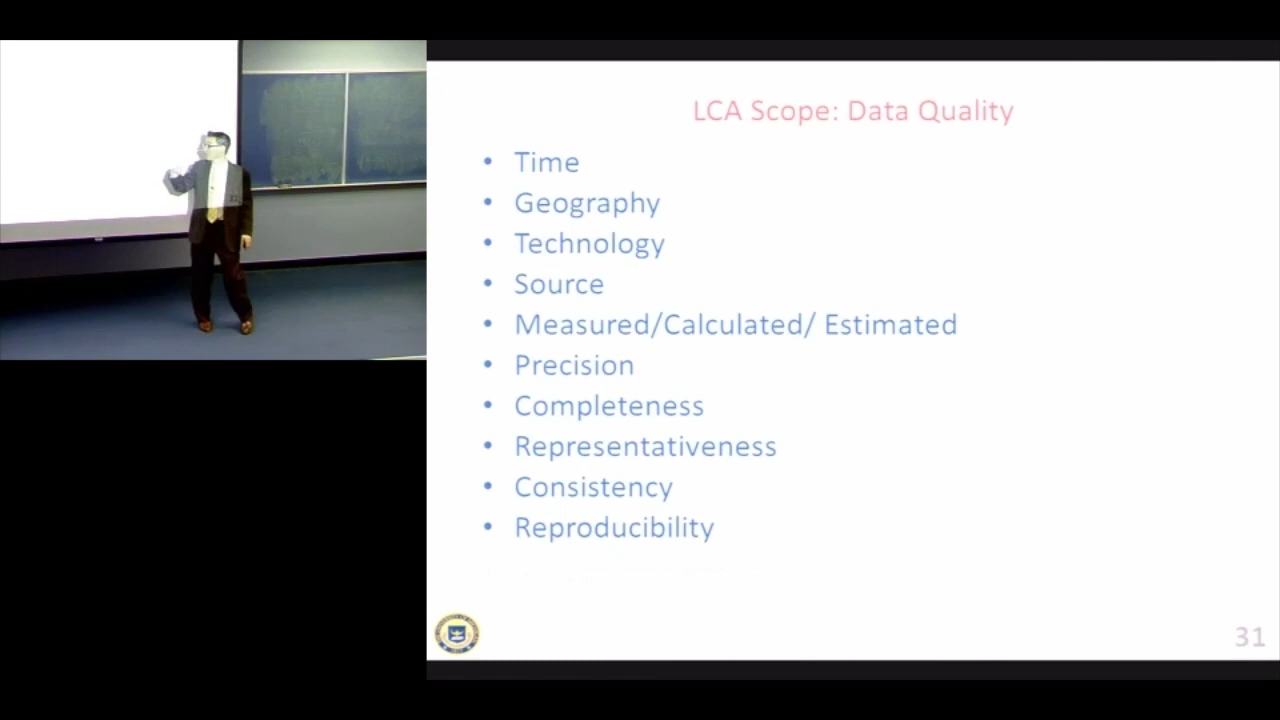 LCA Scope: Data Quality
• Time
• Geography
• Technology
• Source
• Measured/Calculated/ Estimated
• Precision
• Completeness
• Representativeness
• Consistency
• Reproducibility
31